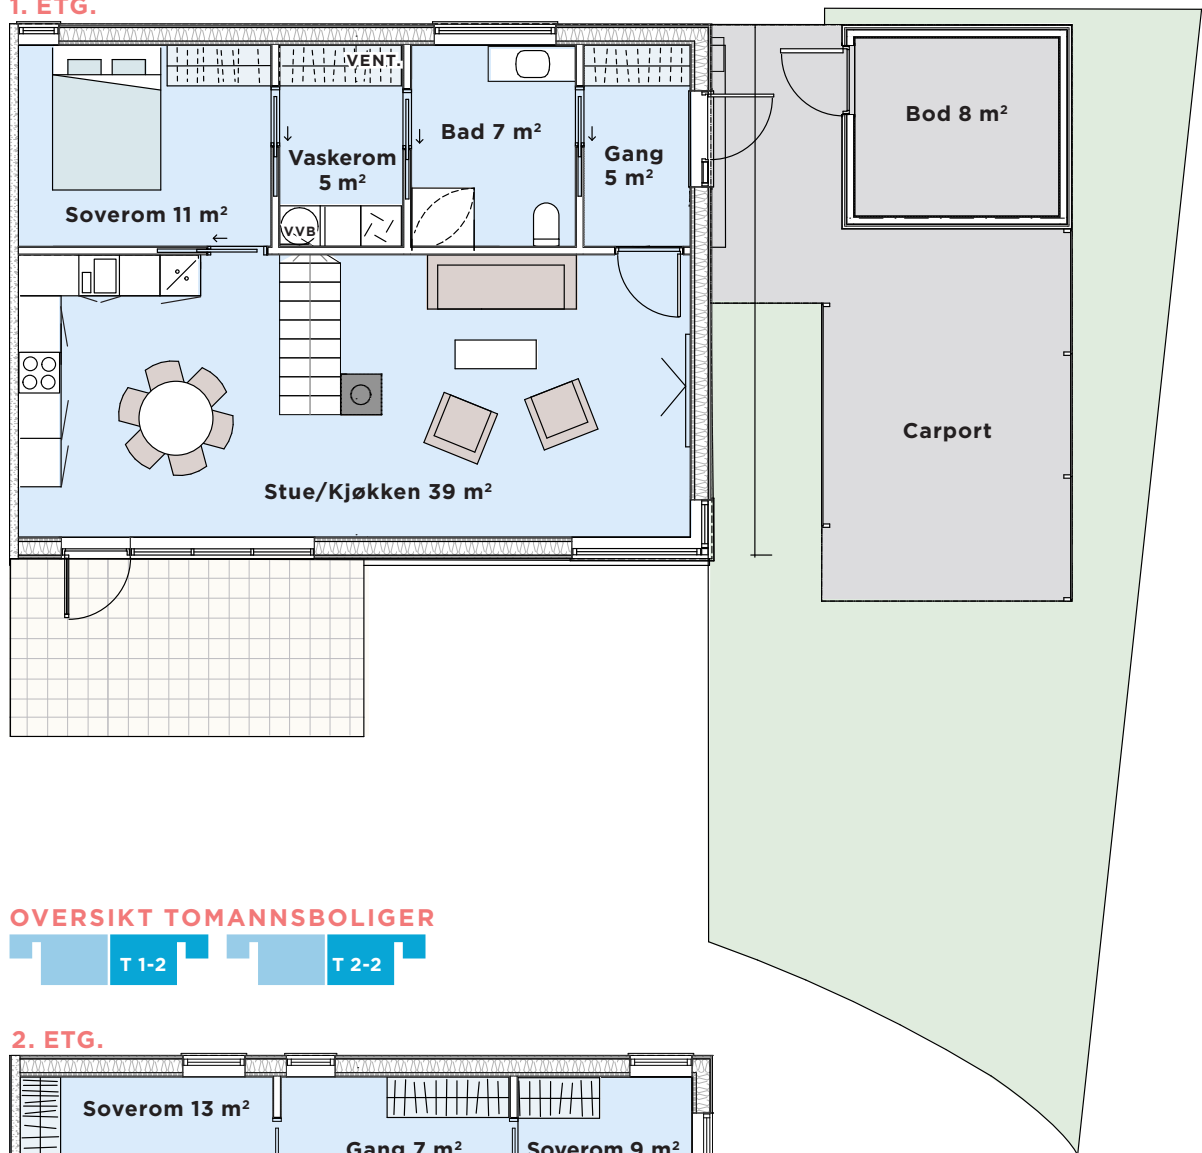 1. ETG.
VENT.
Bod 8 m²
Bad 7 m²
Vaskerom
5 m²
Gang
5 m²
Soverom 11 m²
VVB
Carport
Stue/Kjøkken 39 m²
OVERSIKT TOMANNSBOLIGER
T 1-2
T 2-2
2. ETG.
Soverom 13 m²
Gang 7 m²
Soverom 9 m²